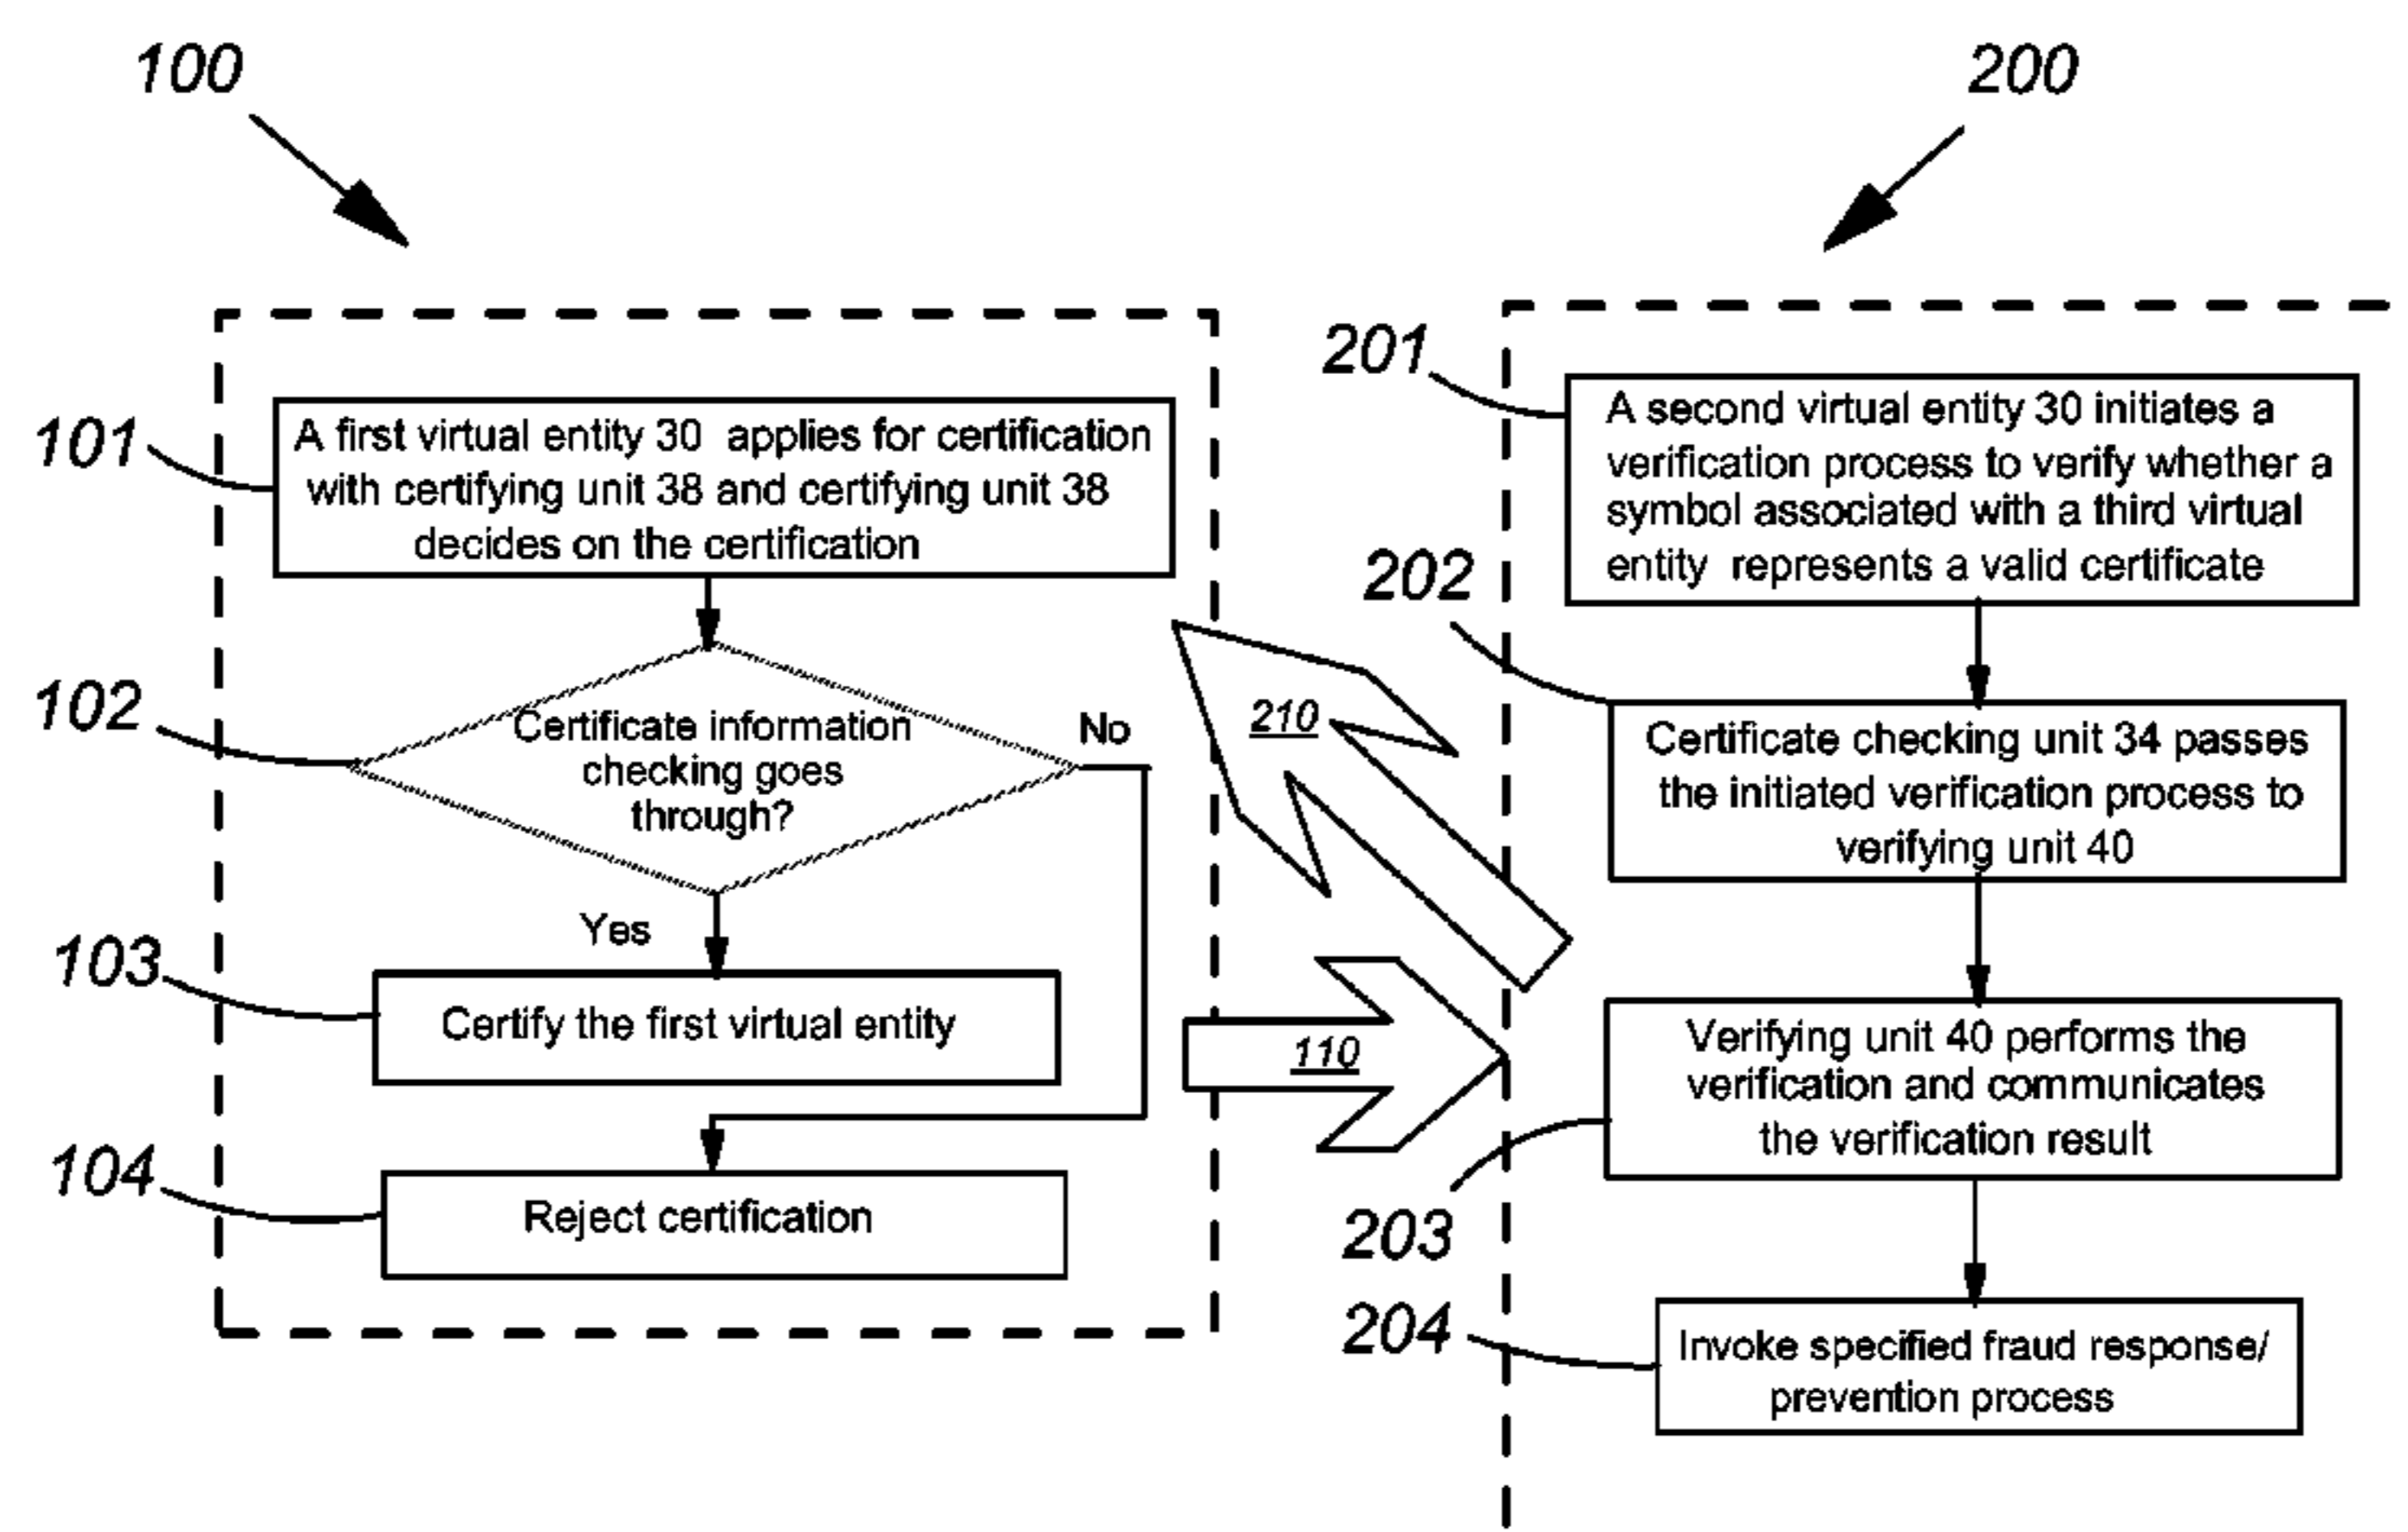 100
101
A first virtual entity 30 applies for certification
with certifying unit 38 and certifying unit 38
decides on the certification
102
Certificate information
checking goes
through?
No
Yes
103
Certify the first virtual entity
104
Reject certification
210
110
200
201
A second virtual entity 30 initiates a
verification process to verify whether a
symbol associated with a third virtual
entity represents a valid certificate
202
Certificate checking unit 34 passes
the initiated verification process to
verifying unit 40
203
Verifying unit 40 performs the
verification and communicates
the verification result
204
Invoke specified fraud response/
prevention process